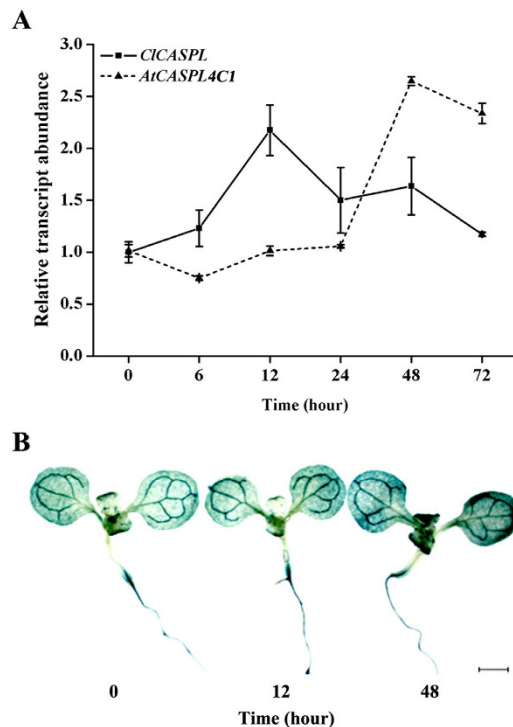 A
ClCASPL
AtCASPL4C1
Relative transcript abundance
3.0
2.5
2.0
1.5
1.0
0.5
0.0
0 6 12 24 48 72
Time (hour)
B
0 12 48
Time (hour)